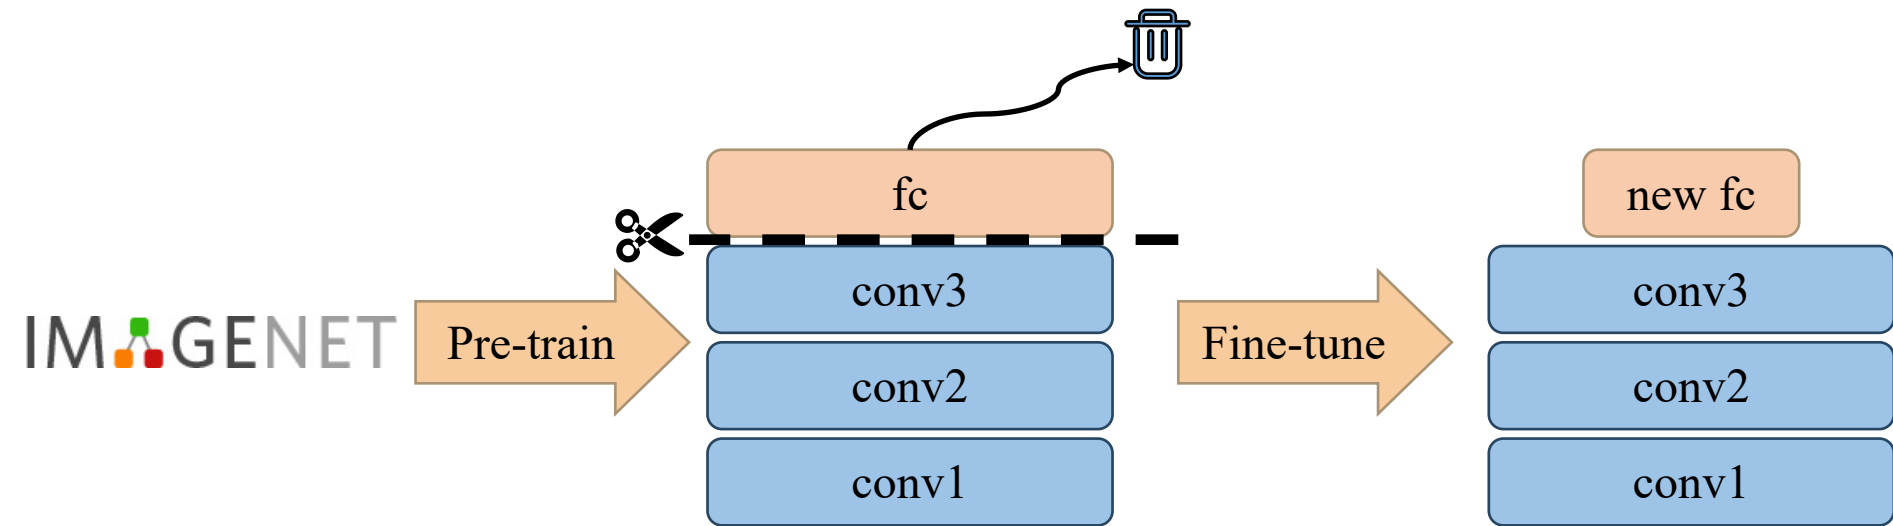 IMAGENET
Pre-train
fc
conv3
conv2
conv1
Fine-tune
new fc
conv3
conv2
conv1